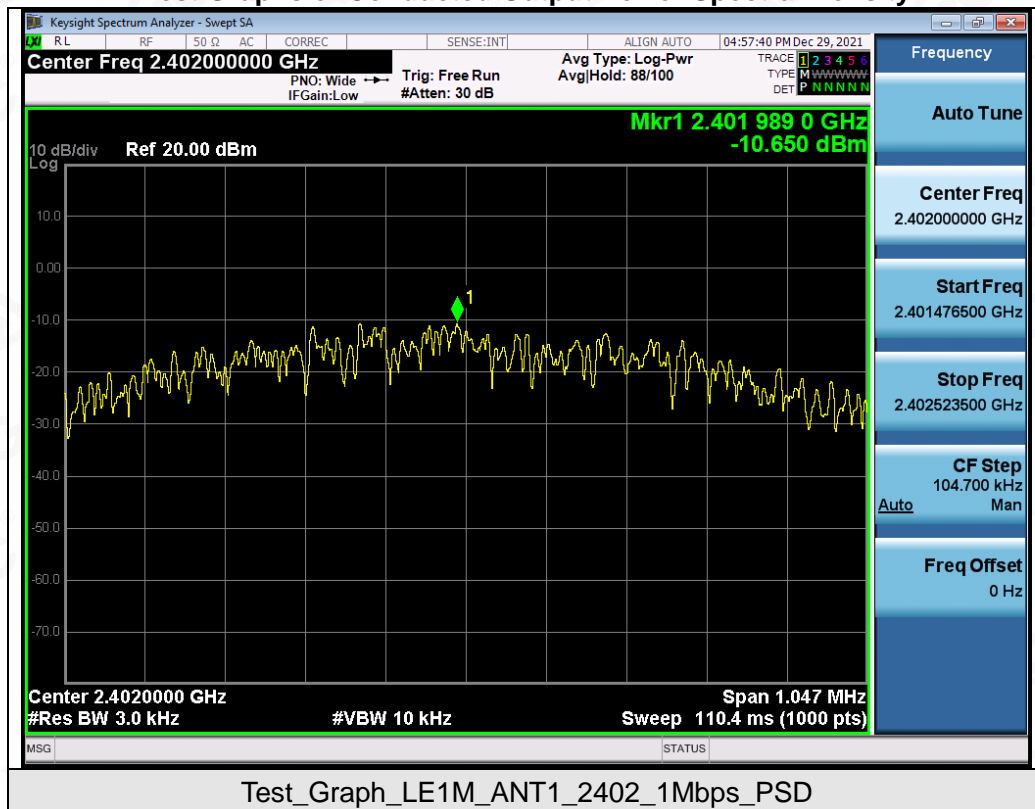 Keysight Spectrum Analyzer - Swept SA
LXI RL RF 50 Ω AC CORREC SENSE:INT ALIGN AUTO 04:57:40 PM Dec 29, 2021
Center Freq 2.402000000 GHz
PNO: Wide
IFGain:Low
Trig: Free Run
#Atten: 30 dB
Avg Type: Log-Pwr
Avg|Hold: 88/100
TRACE 1 2 3 4 5 6
TYPE M WWWWW
DET P N N N N N
Mkr1 2.401 989 0 GHz
-10.650 dBm
10 dB/div Ref 20.00 dBm
Log
10.0
0.00
-10.0
-20.0
-30.0
-40.0
-50.0
-60.0
-70.0
1
Center 2.4020000 GHz Span 1.047 MHz
#Res BW 3.0 kHz #VBW 10 kHz Sweep 110.4 ms (1000 pts)
MSG STATUS
Frequency
Auto Tune
Center Freq
2.402000000 GHz
Start Freq
2.401476500 GHz
Stop Freq
2.402523500 GHz
CF Step
104.700 kHz
Auto Man
Freq Offset
0 Hz
Test_Graph_LE1M_ANT1_2402_1Mbps_PSD